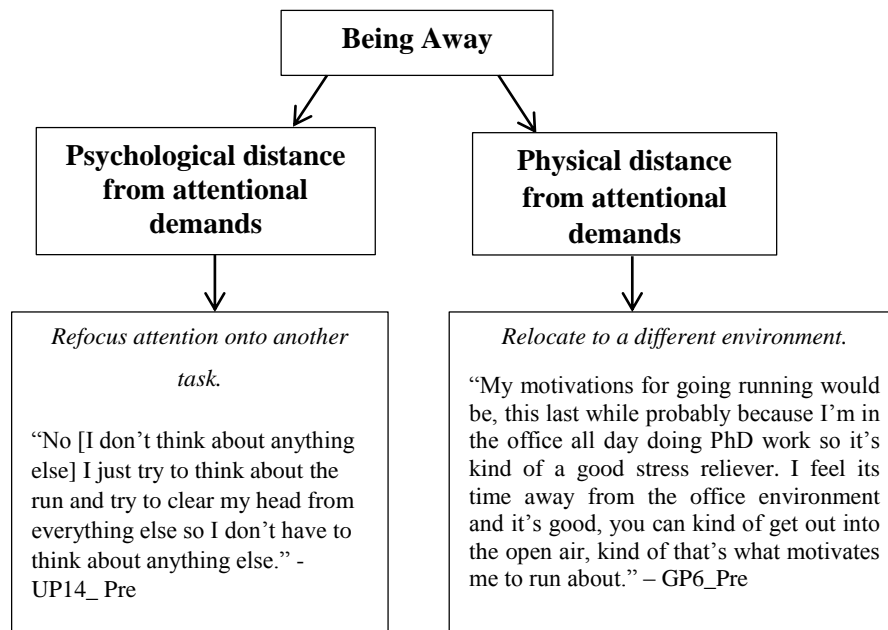 Being Away
Psychological distance
from attentional
demands
Physical distance
from attentional
demands
Refocus attention onto another
task.
“No [I don’t think about anything
else] I just try to think about the
run and try to clear my head from
everything else so I don’t have to
think about anything else.” -
UP14_ Pre
Relocate to a different environment.
“My motivations for going running would
be, this last while probably because I’m in
the office all day doing PhD work so it’s
kind of a good stress reliever. I feel its
time away from the office environment
and it’s good, you can kind of get out into
the open air, kind of that’s what motivates
me to run about.” – GP6_Pre